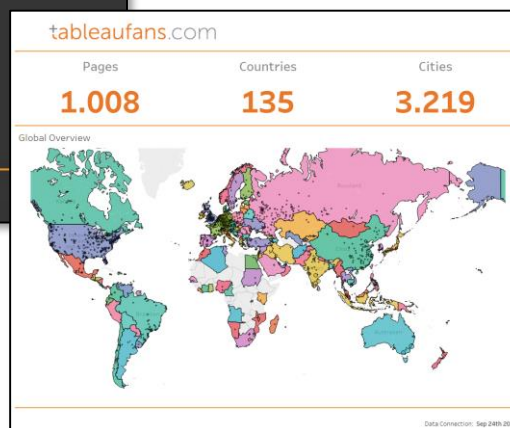 tableaufans.com
Pages Countries Cities
1.008 135 3.219
Global Overview
Data Connection: Sep 24th 20